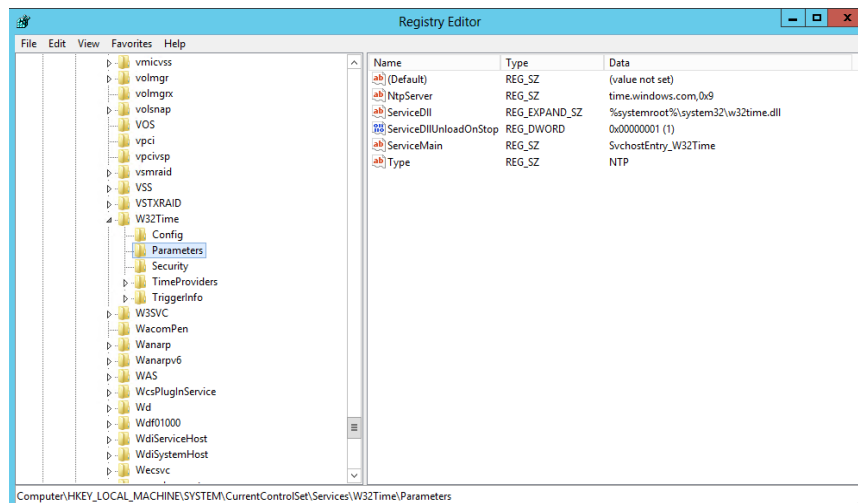 Registry Editor
File Edit View Favorites Help
vmicvss
volmgr
volmgrx
volsnap
VOS
vpci
vpcivsp
vsmraid
VSS
VSTXRAID
W32Time
Config
Parameters
Security
TimeProviders
TriggerInfo
W3SVC
WacomPen
Wanarp
Wanarpv6
WAS
WcsPlugInService
Wd
Wdf01000
WdiServiceHost
WdiSystemHost
Wecsvc
Name Type Data
(Default) REG_SZ (value not set)
NtpServer REG_SZ time.windows.com,0x9
ServiceDll REG_EXPAND_SZ %systemroot%\system32\w32time.dll
ServiceDllUnloadOnStop REG_DWORD 0x00000001 (1)
ServiceMain REG_SZ SvchostEntry_W32Time
Type REG_SZ NTP
Computer\HKEY_LOCAL_MACHINE\SYSTEM\CurrentControlSet\Services\W32Time\Parameters